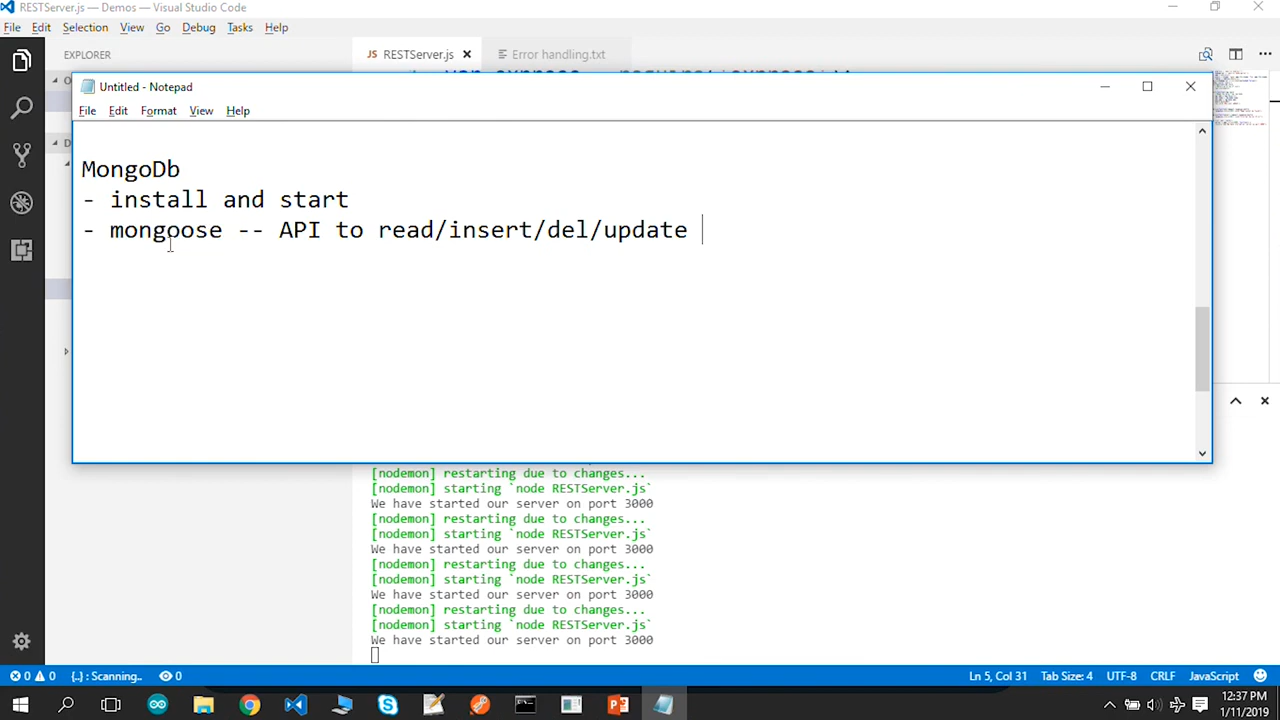 RESTServer.js — Demos — Visual Studio Code
File Edit Selection View Go Debug Tasks Help
EXPLORER
JS RESTServer.js
Error handling.txt
Untitled - Notepad
File Edit Format View Help
MongoDb
- install and start
- mongoose -- API to read/insert/del/update
[nodemon] restarting due to changes...
[nodemon] starting `node RESTServer.js`
We have started our server on port 3000
[nodemon] restarting due to changes...
[nodemon] starting `node RESTServer.js`
We have started our server on port 3000
[nodemon] restarting due to changes...
[nodemon] starting `node RESTServer.js`
We have started our server on port 3000
[nodemon] restarting due to changes...
[nodemon] starting `node RESTServer.js`
We have started our server on port 3000
0 0 {..} : Scanning.. 0 Ln 5, Col 31 Tab Size: 4 UTF-8 CRLF JavaScript
12:37 PM
1/11/2019